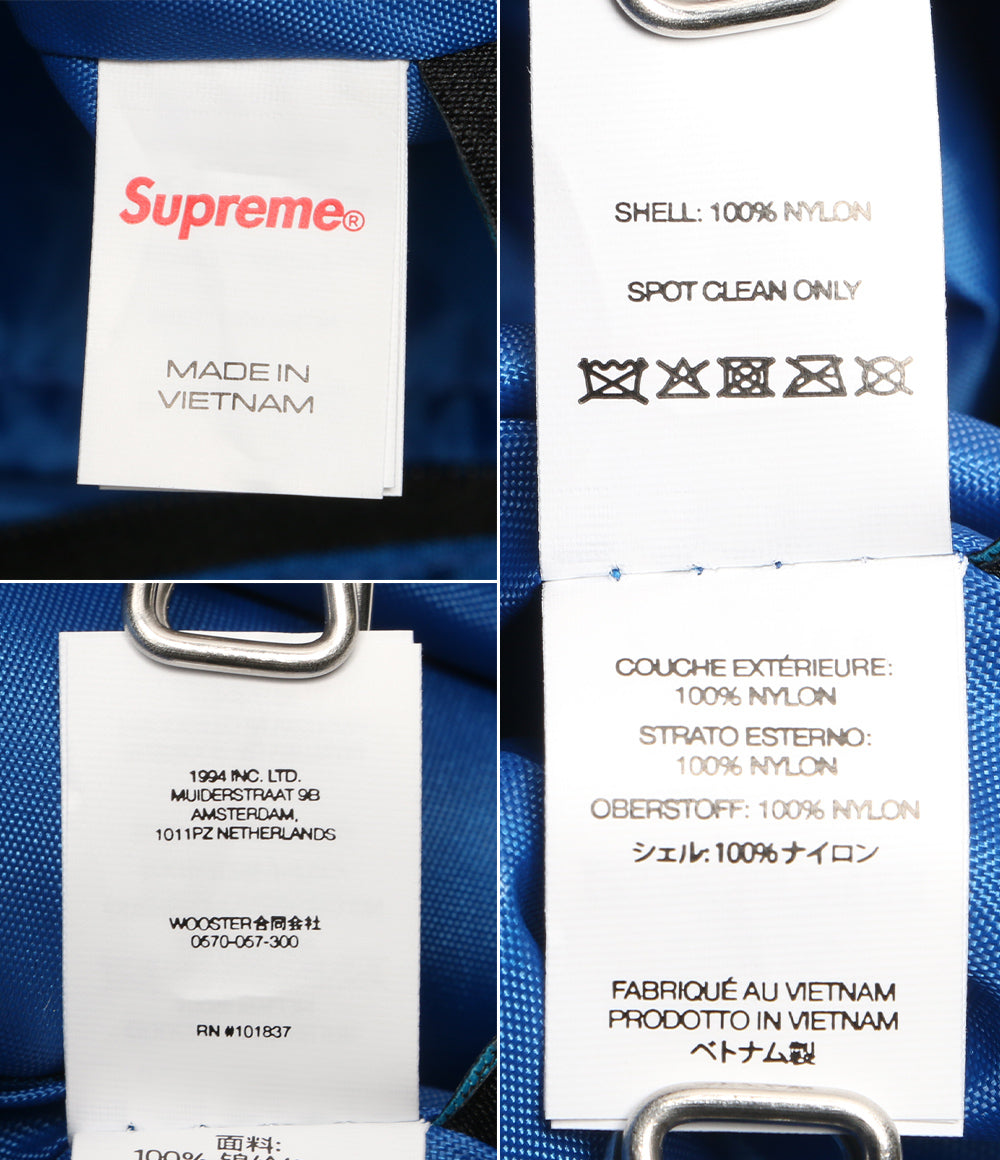 Supreme®
MADE IN
VIETNAM
SHELL: 100% NYLON
SPOT CLEAN ONLY
COUCHE EXTÉRIEURE:
100% NYLON
STRATO ESTERNO:
100% NYLON
OBERSTOFF: 100% NYLON
シェル:100%ナイロン
FABRIQUÉ AU VIETNAM
PRODOTTO IN VIETNAM
ベトナム製
1994 INC. LTD.
MUIDERSTRAAT 9B
AMSTERDAM,
1011PZ NETHERLANDS
WOOSTER合同会社
0570-057-300
RN #101837
面料:
100%